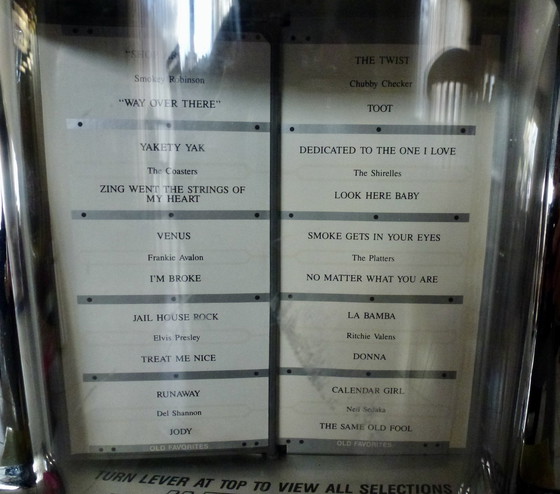 Smokey Robinson
"WAY OVER THERE"
YAKETY YAK
The Coasters
ZING WENT THE STRINGS OF
MY HEART
VENUS
Frankie Avalon
I'M BROKE
JAIL HOUSE ROCK
Elvis Presley
TREAT ME NICE
RUNAWAY
Del Shannon
JODY
OLD FAVORITES
THE TWIST
Chubby Checker
TOOT
DEDICATED TO THE ONE I LOVE
The Shirelles
LOOK HERE BABY
SMOKE GETS IN YOUR EYES
The Platters
NO MATTER WHAT YOU ARE
LA BAMBA
Ritchie Valens
DONNA
CALENDAR GIRL
Neil Sedaka
THE SAME OLD FOOL
OLD FAVORITES
TURN LEVER AT TOP TO VIEW ALL SELECTIONS